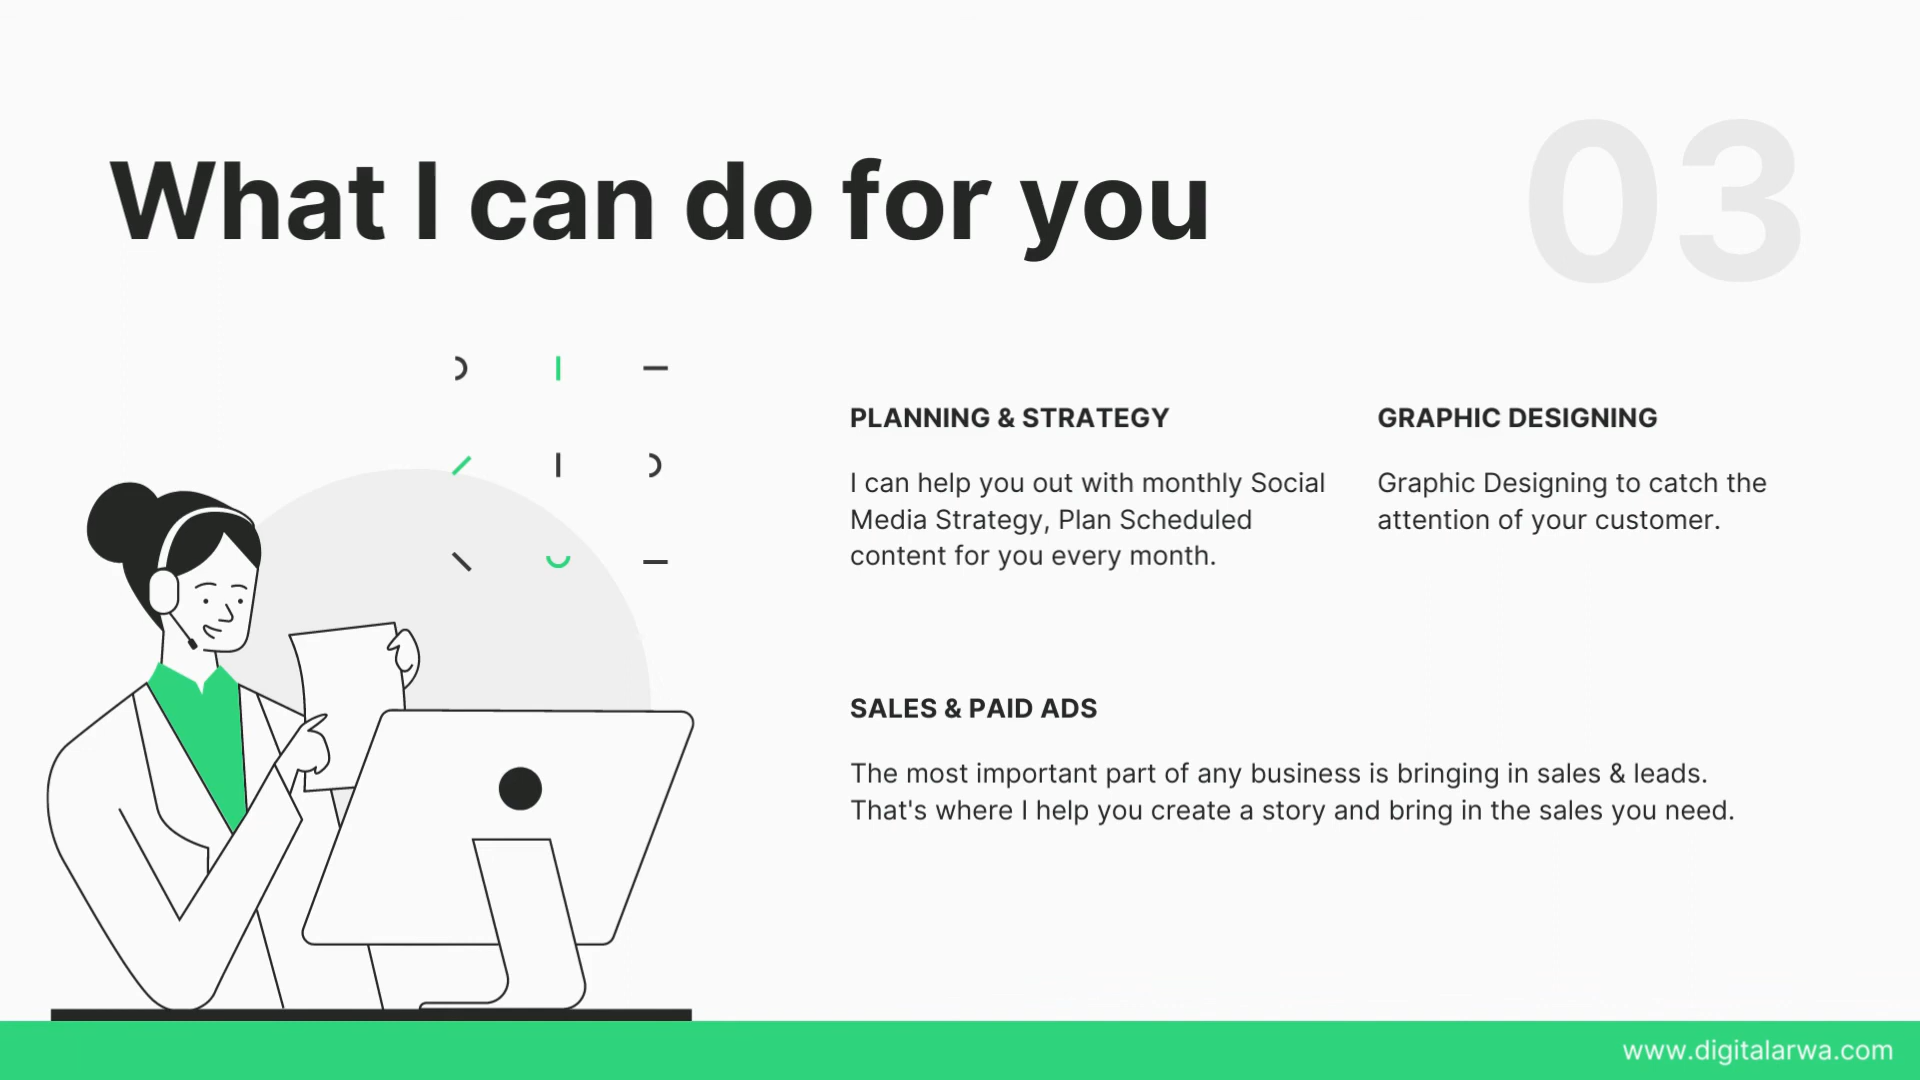 What I can do for you
03
PLANNING & STRATEGY
I can help you out with monthly Social
Media Strategy, Plan Scheduled
content for you every month.
GRAPHIC DESIGNING
Graphic Designing to catch the
attention of your customer.
SALES & PAID ADS
The most important part of any business is bringing in sales & leads.
That's where I help you create a story and bring in the sales you need.
www.digitalarwa.com